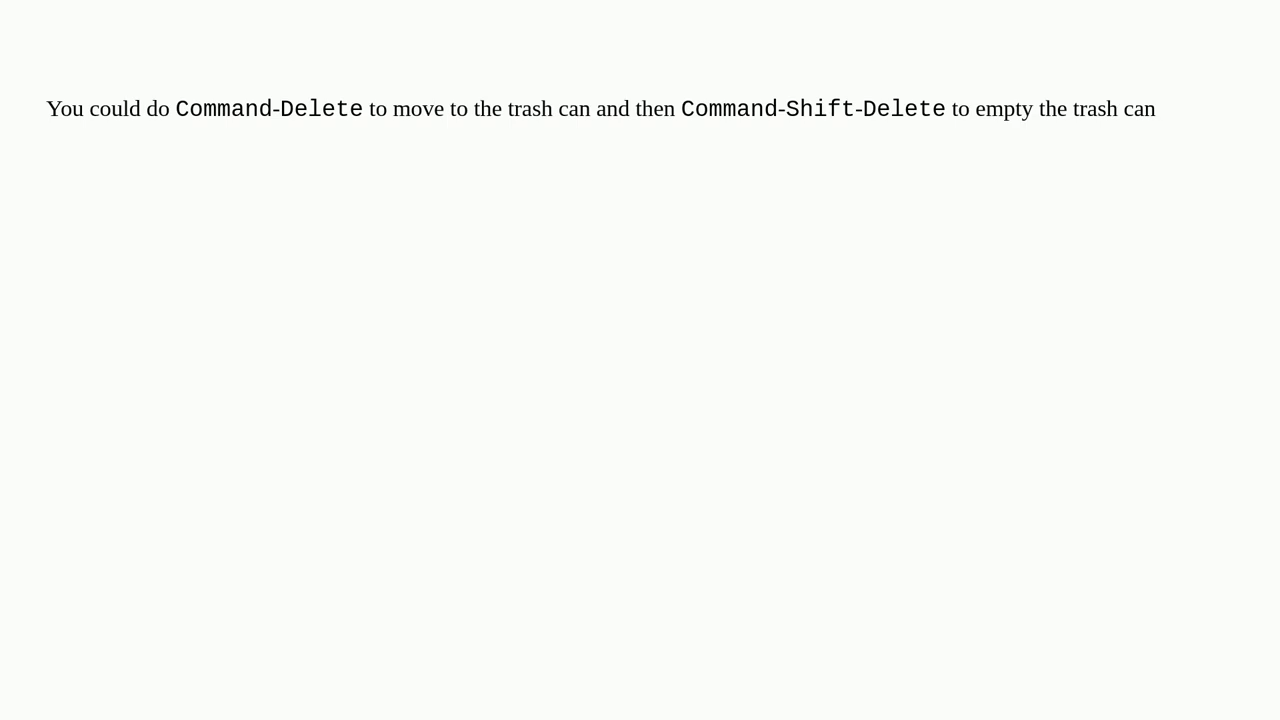 You could do Command-Delete to move to the trash can and then Command-Shift-Delete to empty the trash can